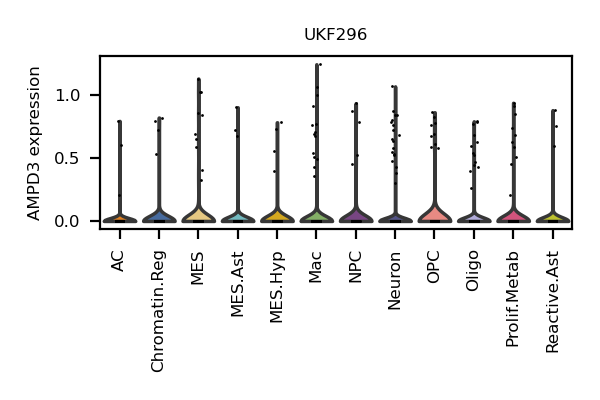 UKF296
AMPD3 expression
1.0
0.5
0.0
AC
Chromatin.Reg
MES
MES.Ast
MES.Hyp
Mac
NPC
Neuron
OPC
Oligo
Prolif.Metab
Reactive.Ast